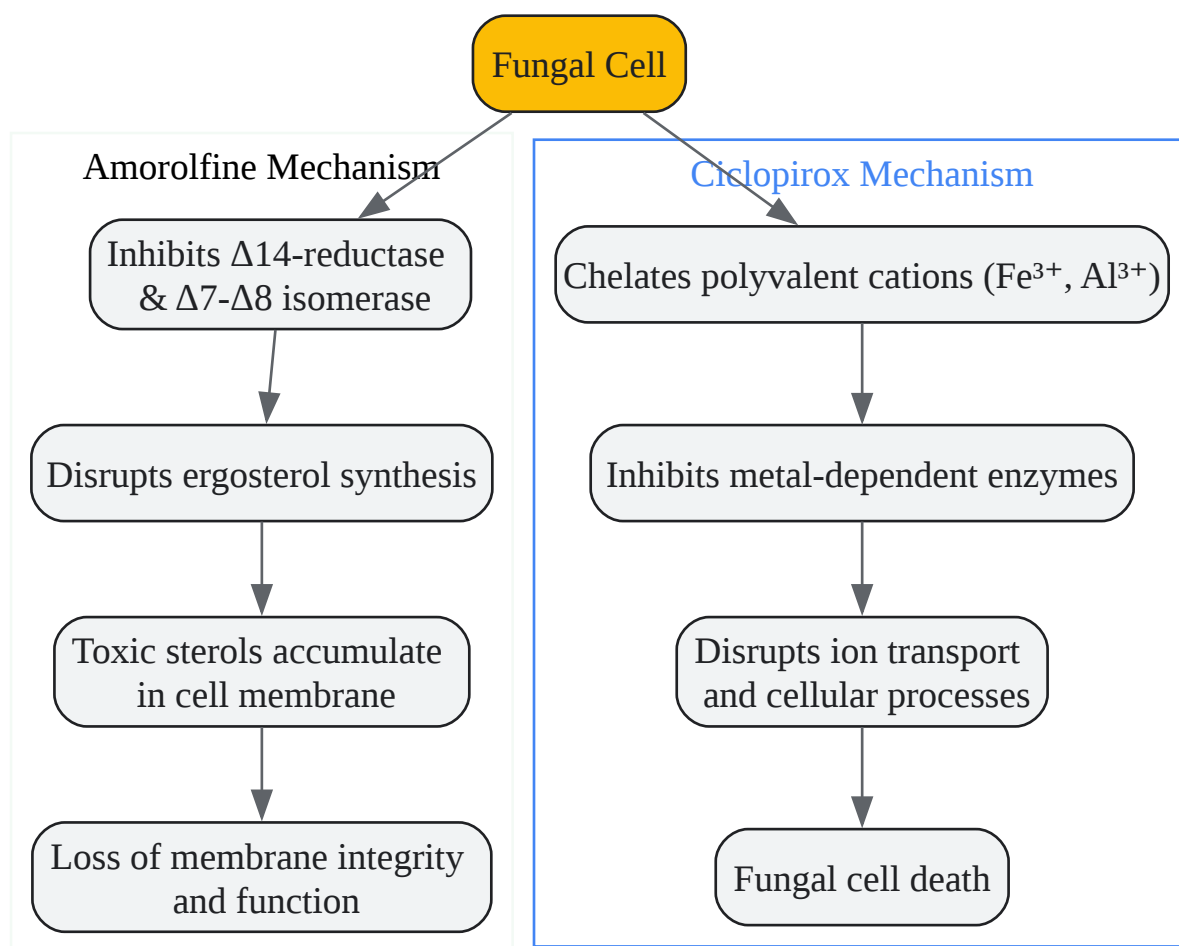 Fungal Cell
Amorolfine Mechanism
Inhibits Δ14-reductase
& Δ7-Δ8 isomerase
Disrupts ergosterol synthesis
Toxic sterols accumulate
in cell membrane
Loss of membrane integrity
and function
Ciclopirox Mechanism
Chelates polyvalent cations (Fe³⁺, Al³⁺)
Inhibits metal-dependent enzymes
Disrupts ion transport
and cellular processes
Fungal cell death